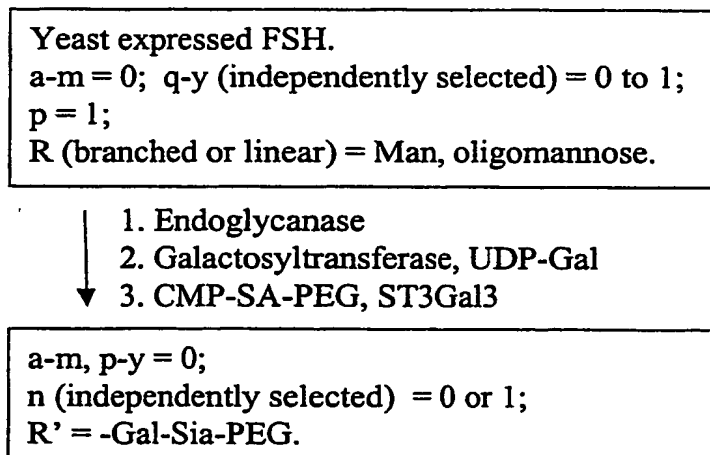 Yeast expressed FSH.
a-m = 0; q-y (independently selected) = 0 to 1;
p = 1;
R (branched or linear) = Man, oligomannose.
1. Endoglycanase
2. Galactosyltransferase, UDP-Gal
3. CMP-SA-PEG, ST3Gal3
a-m, p-y = 0;
n (independently selected) = 0 or 1;
R' = -Gal-Sia-PEG.